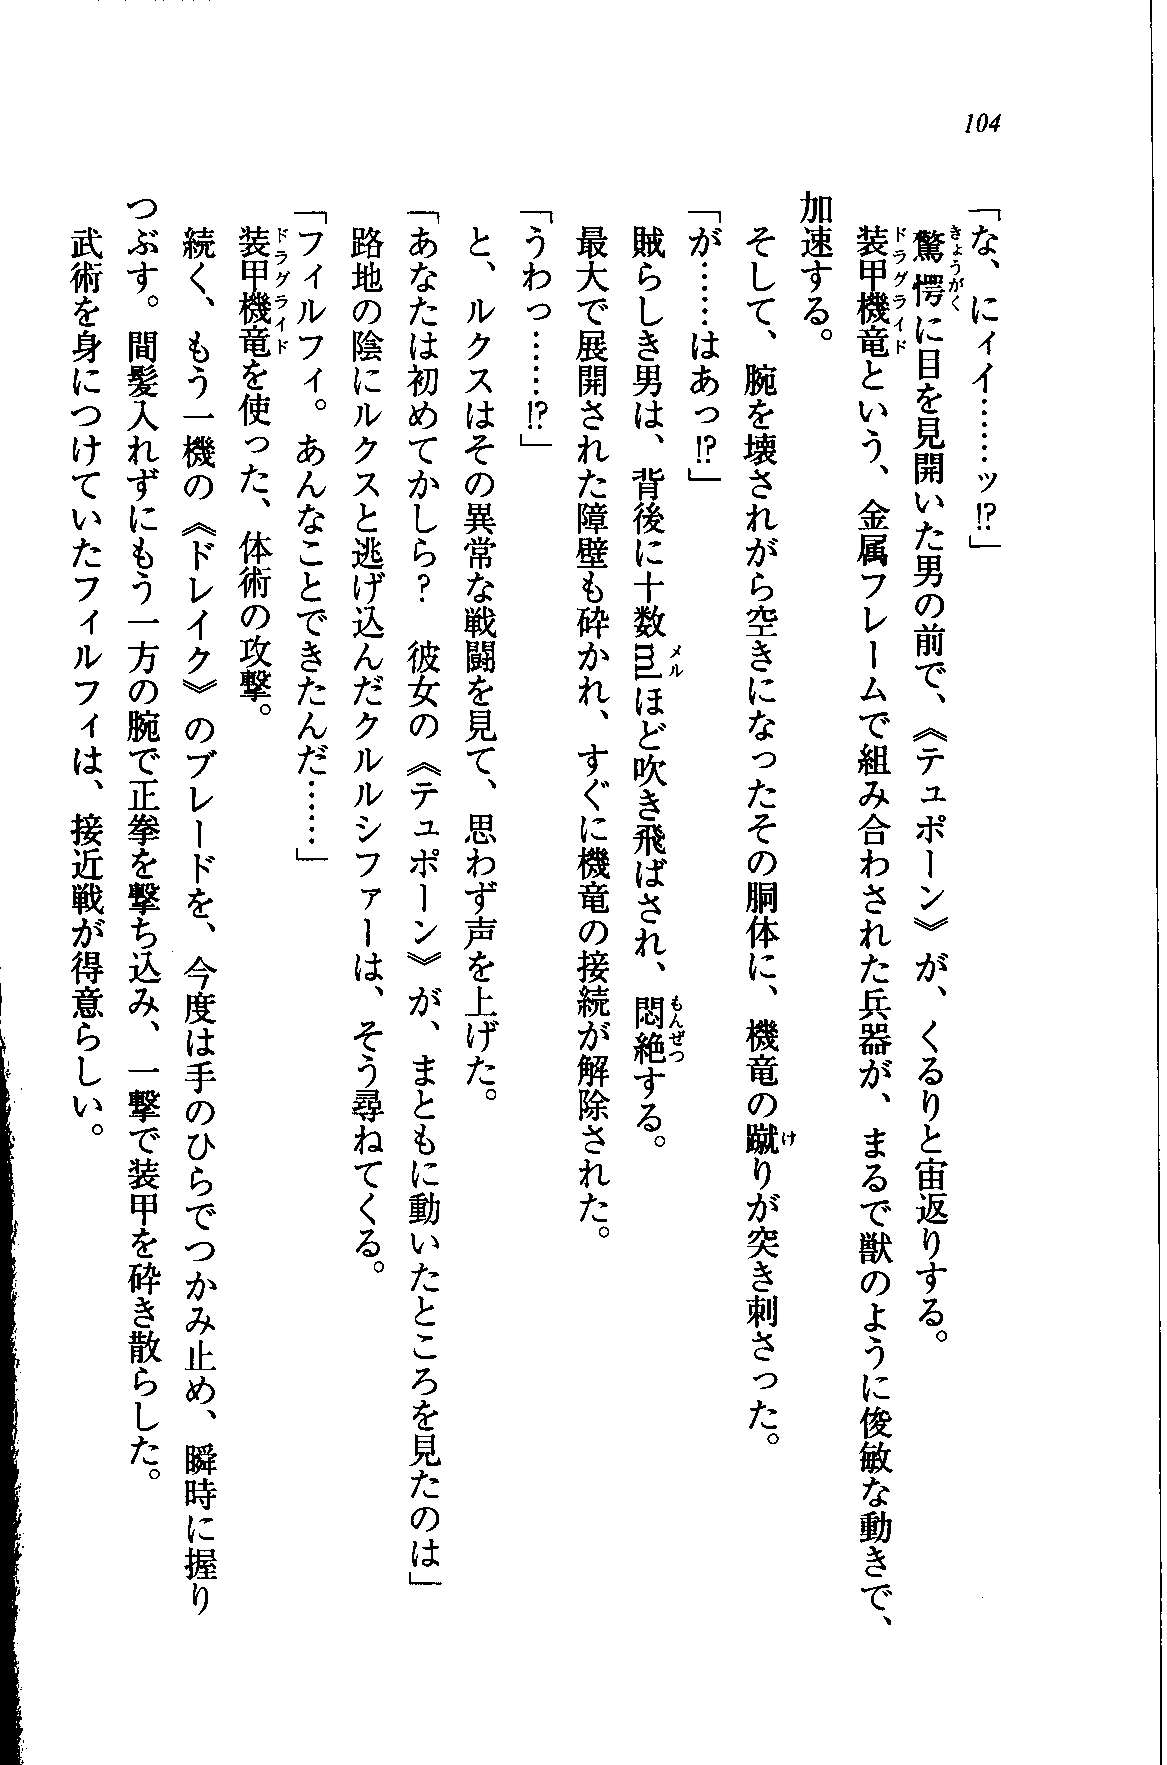 104
「な、にィイ……ッ!?」
驚愕に目を見開いた男の前で、《テュポーン》が、くるりと宙返りする。
装甲機竜という、金属フレームで組み合わされた兵器が、まるで獣のように俊敏な動きで、
加速する。
そして、腕を壊されがら空きになったその胴体に、機竜の蹴りが突き刺さった。
「が……はあっ!?」
賊らしき男は、背後に十数mlほど吹き飛ばされ、悶絶する。
最大で展開された障壁も砕かれ、すぐに機竜の接続が解除された。
「うわっ……!?」
と、ルクスはその異常な戦闘を見て、思わず声を上げた。
「あなたは初めてかしら? 彼女の《テュポーン》が、まともに動いたところを見たのは」
路地の陰にルクスと逃げ込んだクルルシファーは、そう尋ねてくる。
「フィルフィ。あんなことできたんだ……」
装甲機竜を使った、体術の攻撃。
続く、もう一機の《ドレイク》のブレードを、今度は手のひらでつかみ止め、瞬時に握り
つぶす。間髪入れずにもう一方の腕で正拳を撃ち込み、一撃で装甲を砕き散らした。
武術を身につけていたフィルフィは、接近戦が得意らしい。